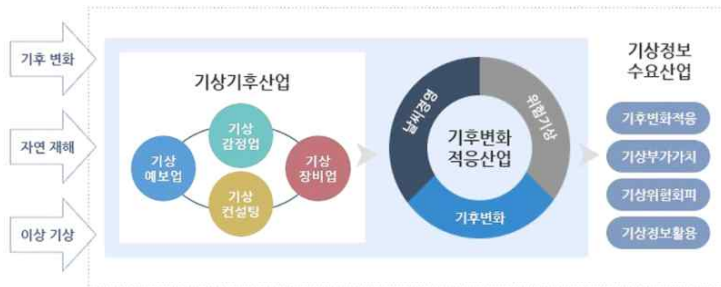 기후 변화
자연 재해
이상 기상
기상기후산업
기상
감정업
기상
예보업
기상
장비업
기상
컨설팅
날씨경영
위험기상
기후변화
적응산업
기후변화
기상정보
수요산업
기후변화적응
기상부가가치
기상위험회피
기상정보활용